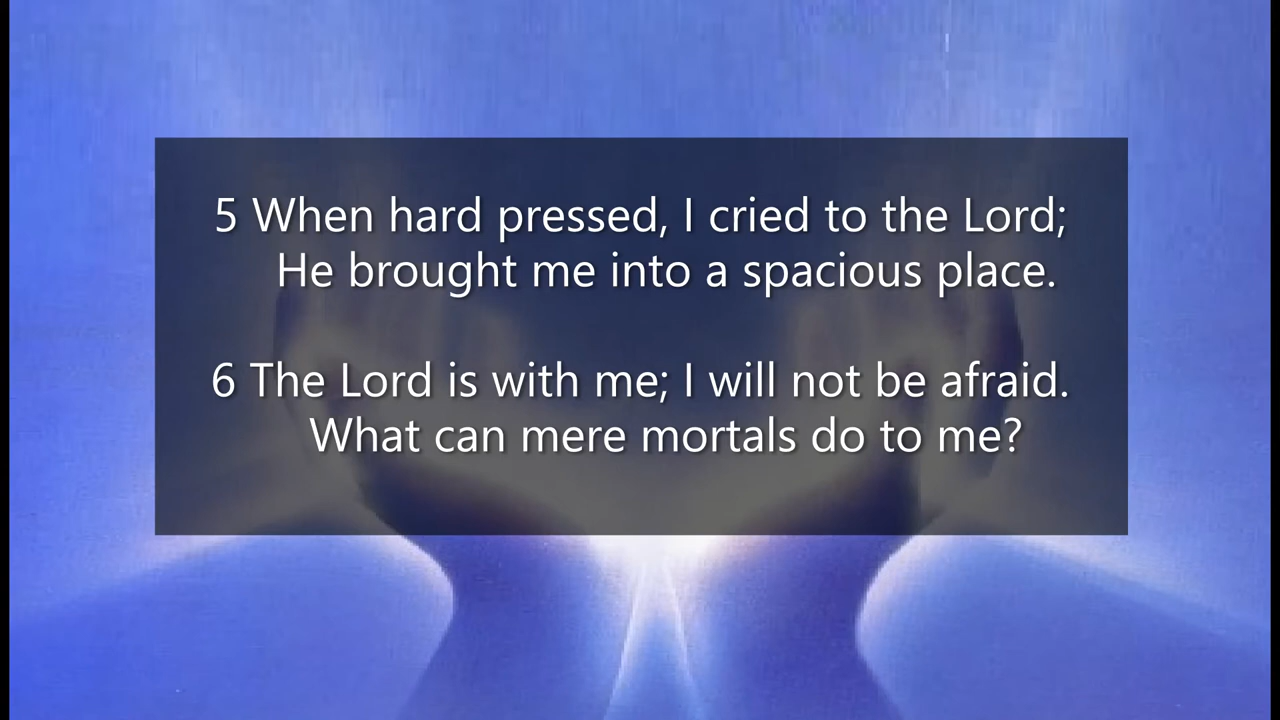 5 When hard pressed, I cried to the Lord;
He brought me into a spacious place.
6 The Lord is with me; I will not be afraid.
What can mere mortals do to me?